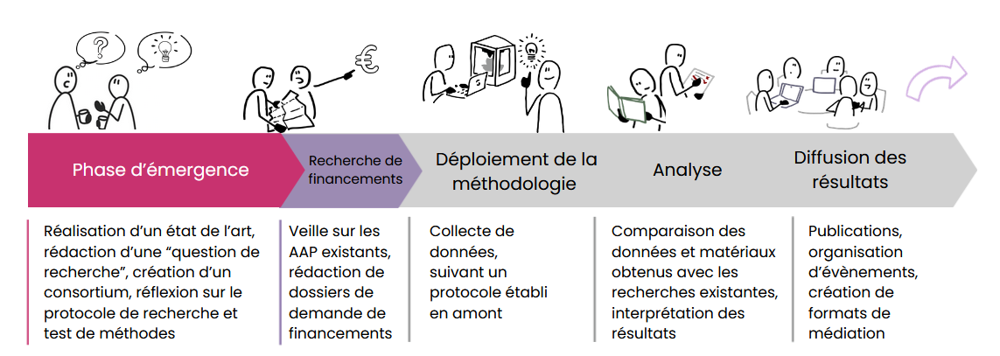 ?
€
Phase d’émergence
Recherche de
financements
Déploiement de la
méthodologie
Analyse
Diffusion des
résultats
Réalisation d’un état de l’art,
rédaction d’une “question de
recherche”, création d’un
consortium, réflexion sur le
protocole de recherche et
test de méthodes
Veille sur les
AAP existants,
rédaction de
dossiers de
demande de
financements
Collecte de
données,
suivant un
protocole établi
en amont
Comparaison des
données et matériaux
obtenus avec les
recherches existantes,
interprétation des
résultats
Publications,
organisation
d’évènements,
création de
formats de
médiation